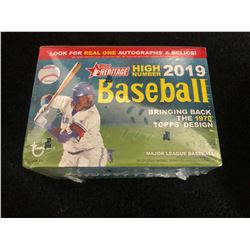 LOOK FOR REAL ONE AUTOGRAPHS & RELICS!
Topps
HERITAGE
HIGH
NUMBER
2019
Baseball
BRINGING BACK
THE 1970
TOPPS DESIGN
MAJOR LEAGUE BASEBALL